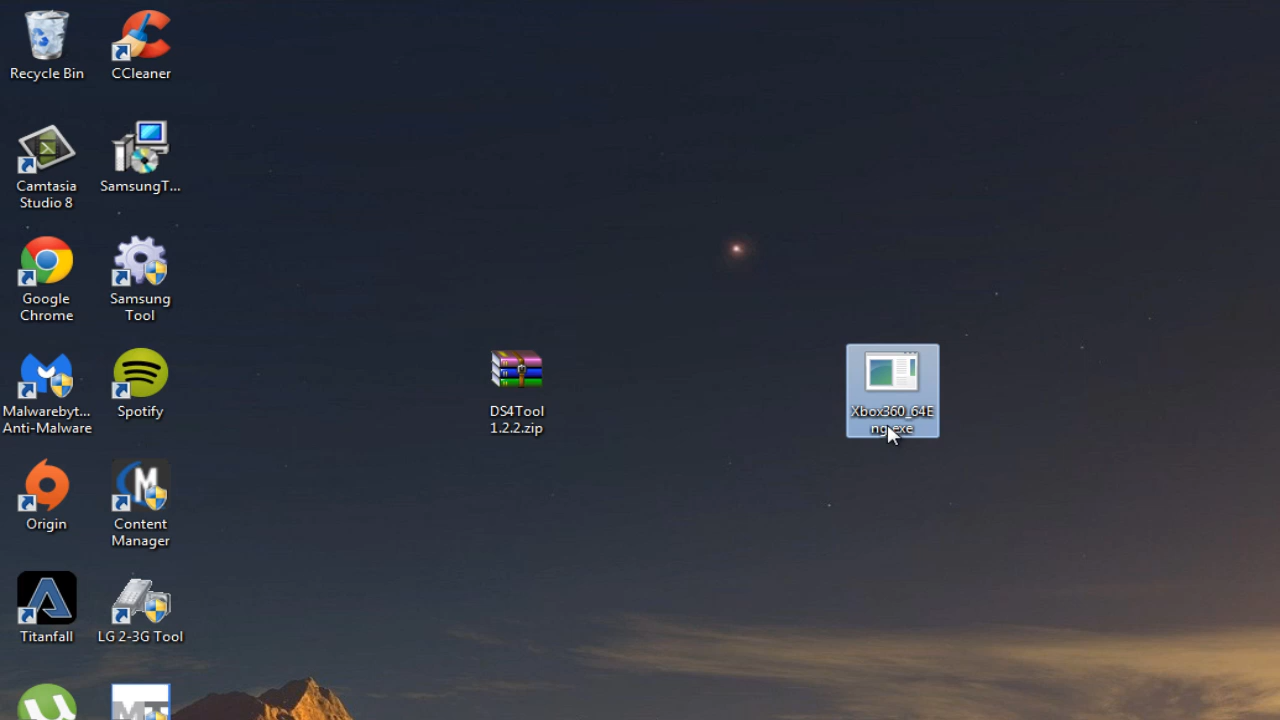 Recycle Bin
CCleaner
Camtasia
Studio 8
SamsungT...
Google
Chrome
Samsung
Tool
Malwarebyt...
Anti-Malware
Spotify
DS4Tool
1.2.2.zip
Xbox360_64E
ng.exe
Origin
Content
Manager
Titanfall
LG 2-3G Tool